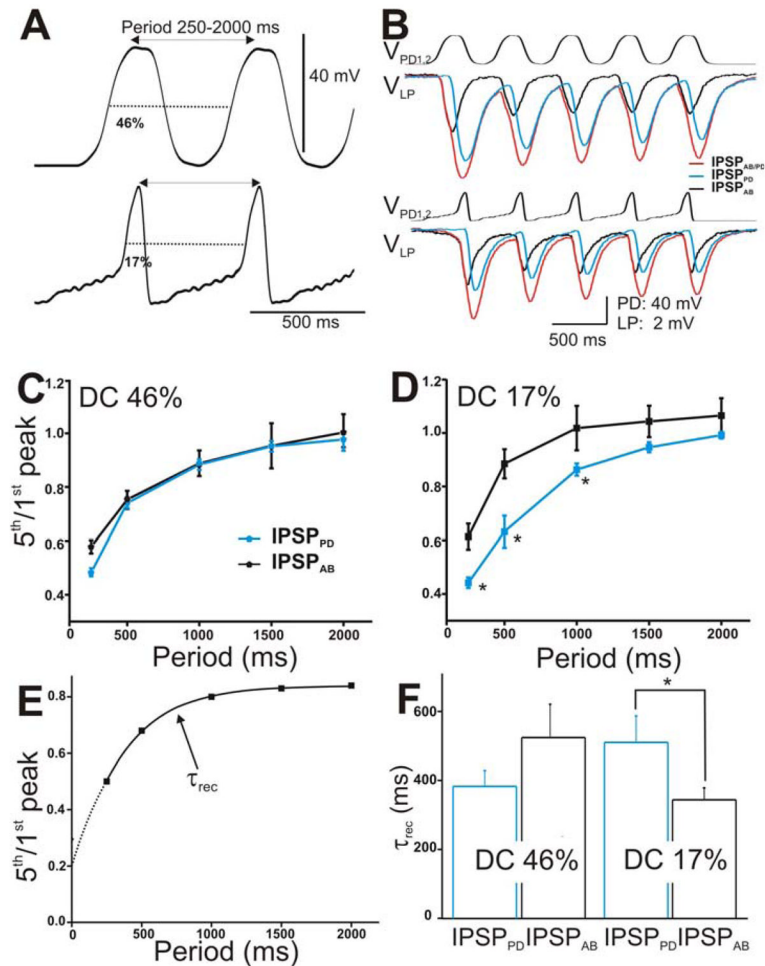 A
Period 250-2000 ms
40 mV
46%
17%
500 ms
B
VPD1,2
VLP
IPSPAB/PD
IPSPPD
IPSPAB
VPD1,2
VLP
PD: 40 mV
LP: 2 mV
500 ms
C
DC 46%
5th/1st peak
1.2
1.0
0.8
0.6
0.4
IPSPPD
IPSPAB
0 500 1000 1500 2000
Period (ms)
D
DC 17%
1.2
1.0
0.8
0.6
0.4
*
*
*
0 500 1000 1500 2000
Period (ms)
E
5th/1st peak
0.8
0.6
0.4
0.2
0.0
τrec
0 500 1000 1500 2000
Period (ms)
F
τrec (ms)
600
400
200
0
*
DC 46% DC 17%
IPSPPD IPSPAB IPSPPD IPSPAB